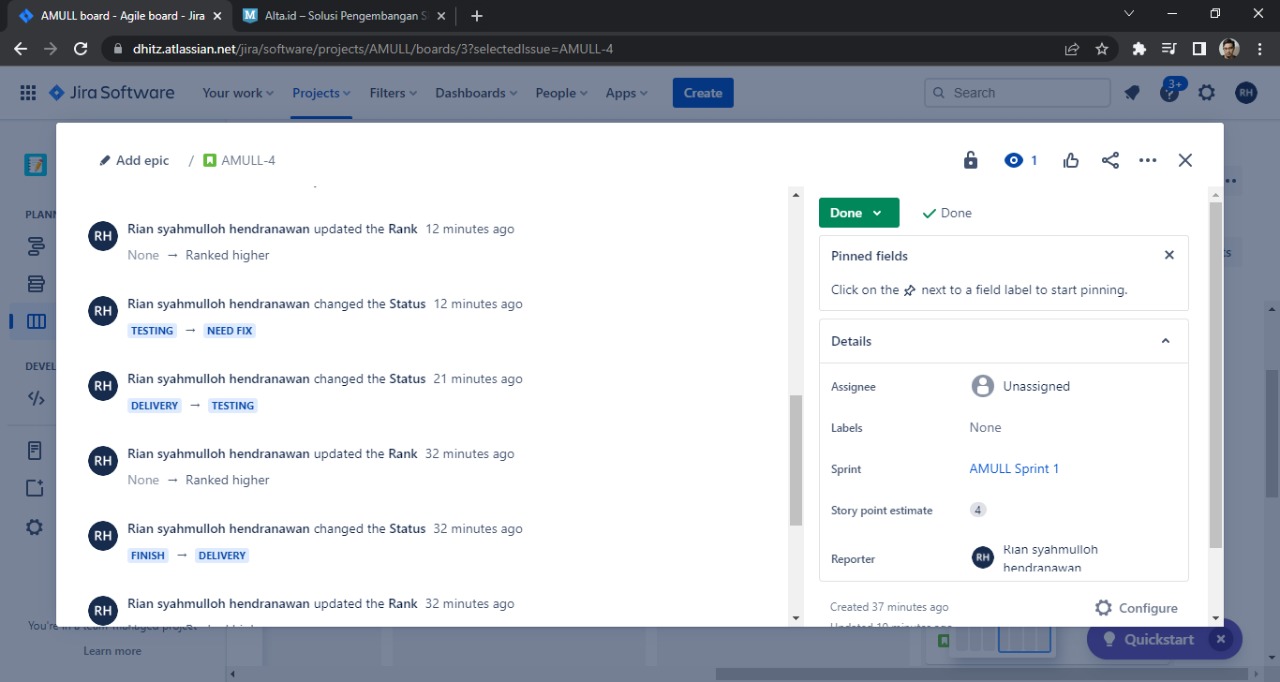 AMULL board - Agile board - Jira
Alta.id – Solusi Pengembangan S
dhitz.atlassian.net/jira/software/projects/AMULL/boards/3?selectedIssue=AMULL-4
Jira Software
Your work
Projects
Filters
Dashboards
People
Apps
Create
Search
3+
RH
Add epic
/
AMULL-4
1
PLANN
DEVEL
RH
Rian syahmulloh hendranawan updated the Rank 12 minutes ago
None → Ranked higher
RH
Rian syahmulloh hendranawan changed the Status 12 minutes ago
TESTING → NEED FIX
RH
Rian syahmulloh hendranawan changed the Status 21 minutes ago
DELIVERY → TESTING
RH
Rian syahmulloh hendranawan updated the Rank 32 minutes ago
None → Ranked higher
RH
Rian syahmulloh hendranawan changed the Status 32 minutes ago
FINISH → DELIVERY
RH
Rian syahmulloh hendranawan updated the Rank 32 minutes ago
Done
Done
Pinned fields
Click on the next to a field label to start pinning.
Details
Assignee
Unassigned
Labels
None
Sprint
AMULL Sprint 1
Story point estimate
4
Reporter
RH
Rian syahmulloh
hendranawan
Created 37 minutes ago
Configure
You're in a team-managed project
Learn more
Quickstart